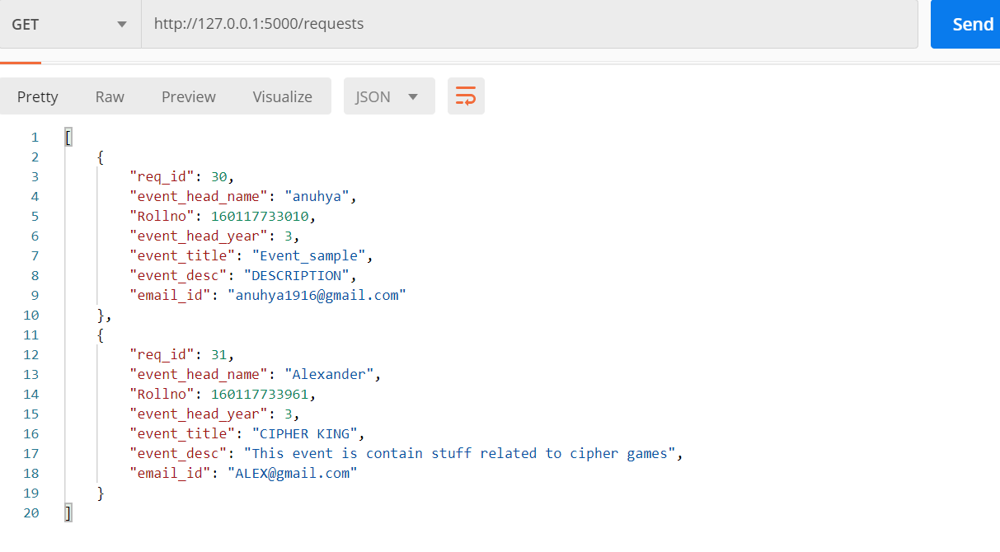 GET http://127.0.0.1:5000/requests Send
Pretty Raw Preview Visualize JSON
1 [
2 {
3 "req_id": 30,
4 "event_head_name": "anuhya",
5 "Rollno": 160117733010,
6 "event_head_year": 3,
7 "event_title": "Event_sample",
8 "event_desc": "DESCRIPTION",
9 "email_id": "anuhya1916@gmail.com"
10 },
11 {
12 "req_id": 31,
13 "event_head_name": "Alexander",
14 "Rollno": 160117733961,
15 "event_head_year": 3,
16 "event_title": "CIPHER KING",
17 "event_desc": "This event is contain stuff related to cipher games",
18 "email_id": "ALEX@gmail.com"
19 }
20 ]